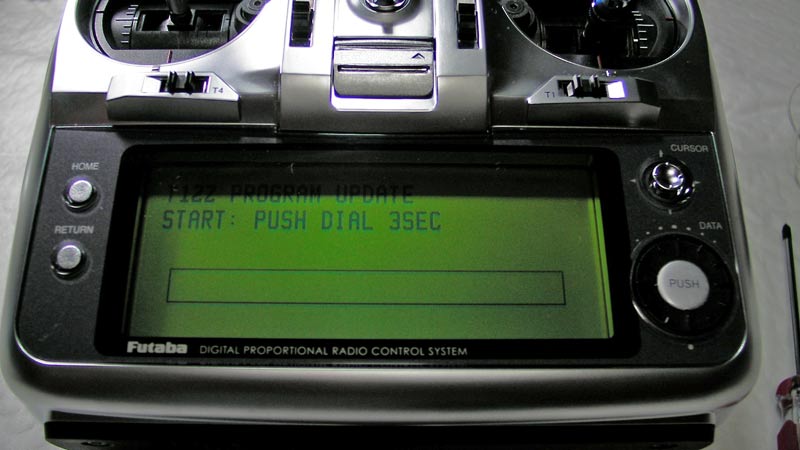 T4
T1
HOME
CURSOR
T12Z PROGRAM UPDATE
START: PUSH DIAL 3SEC
RETURN
DATA
PUSH
Futaba DIGITAL PROPORTIONAL RADIO CONTROL SYSTEM